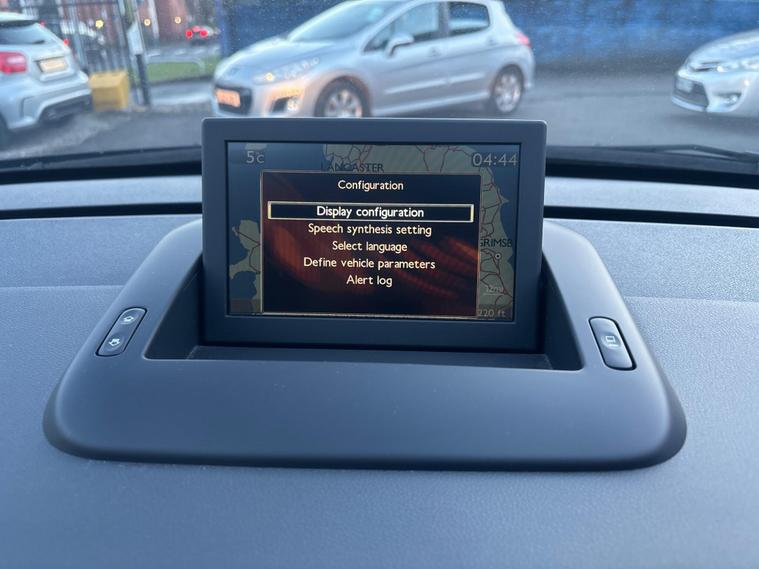 5c
LANCASTER
04:44
Configuration
Display configuration
Speech synthesis setting
Select language
Define vehicle parameters
Alert log
GRIMSB
220 ft